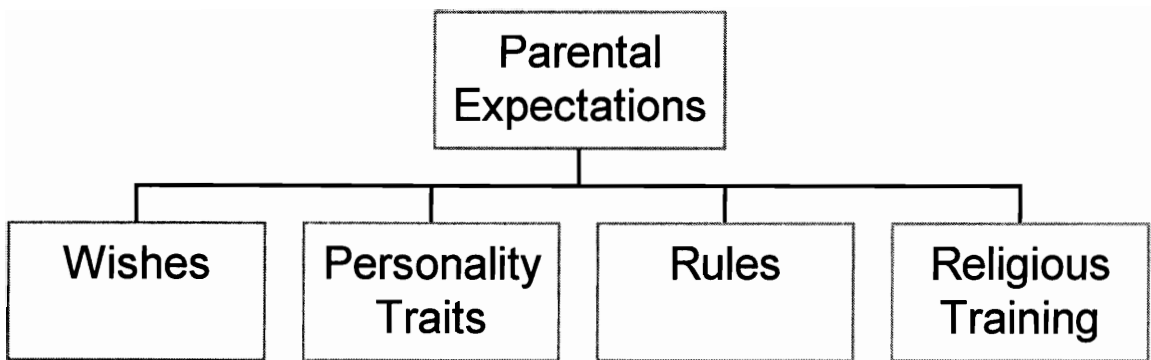 Parental
Expectations
Wishes
Personality
Traits
Rules
Religious
Training